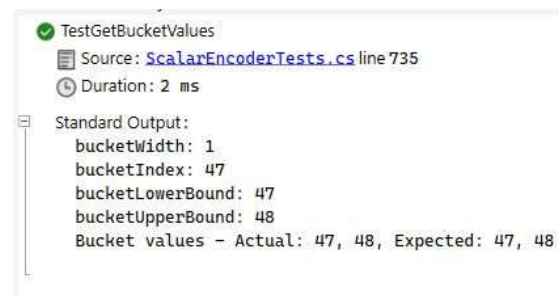 TestGetBucketValues
Source: ScalarEncoderTests.cs line 735
Duration: 2 ms
Standard Output:
bucketWidth: 1
bucketIndex: 47
bucketLowerBound: 47
bucketUpperBound: 48
Bucket values - Actual: 47, 48, Expected: 47, 48